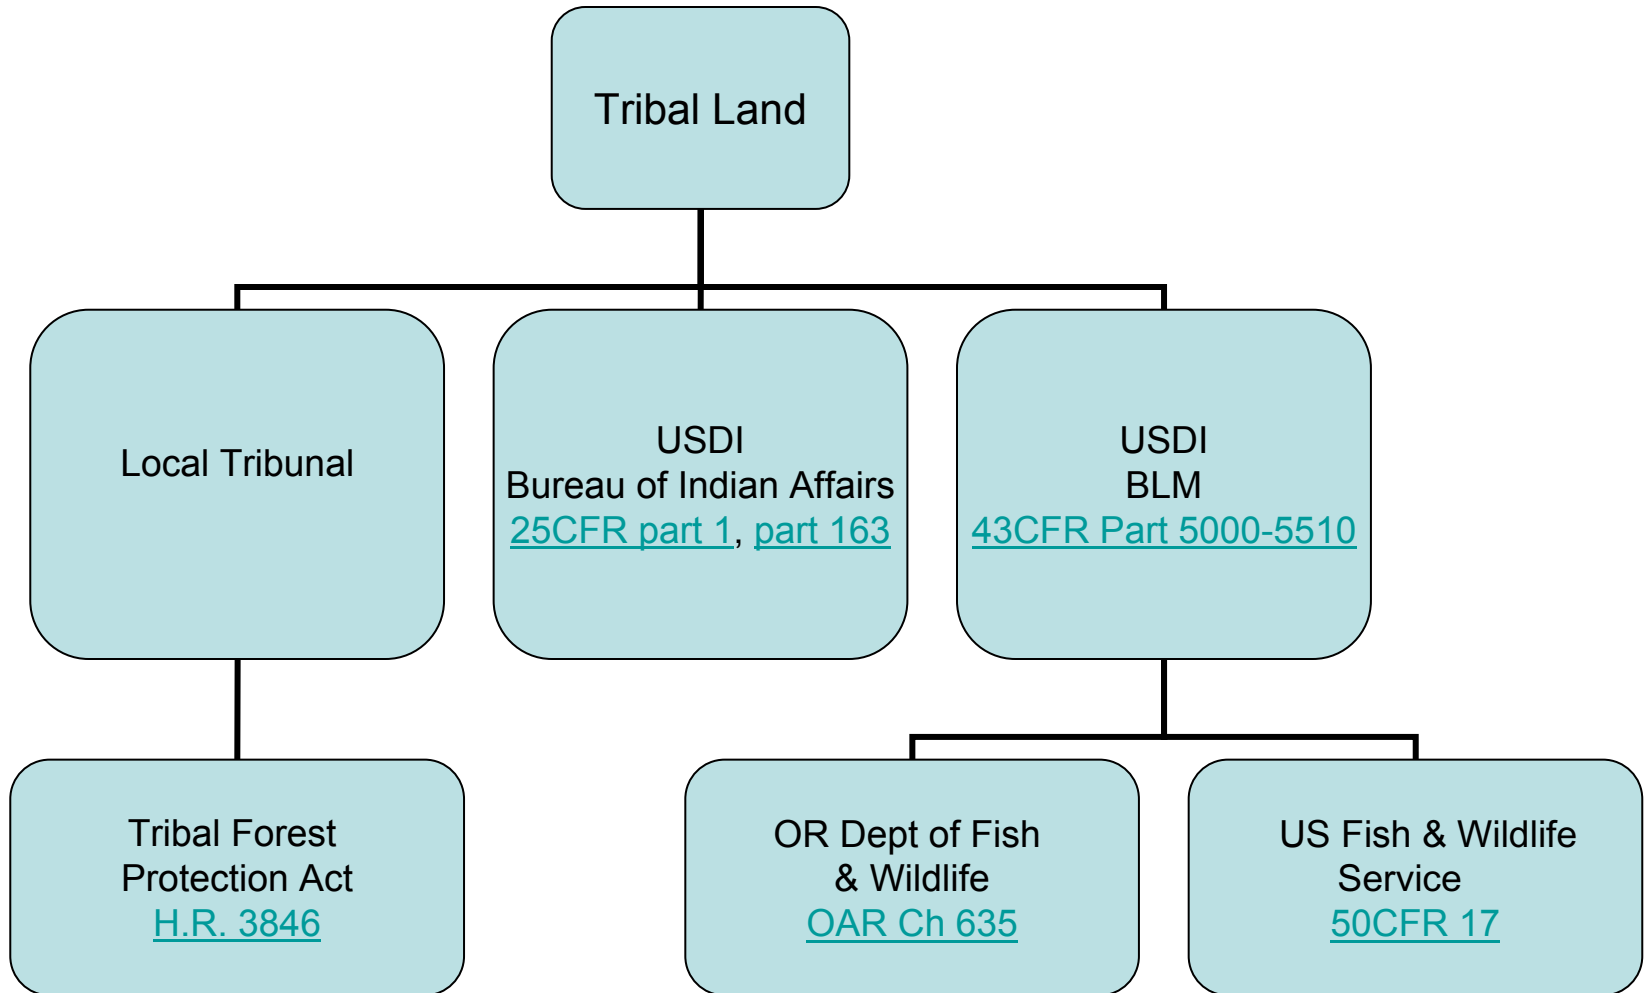 Tribal Land
Local Tribunal
USDI
Bureau of Indian Affairs
25CFR part 1, part 163
USDI
BLM
43CFR Part 5000-5510
Tribal Forest
Protection Act
H.R. 3846
OR Dept of Fish
& Wildlife
OAR Ch 635
US Fish & Wildlife
Service
50CFR 17